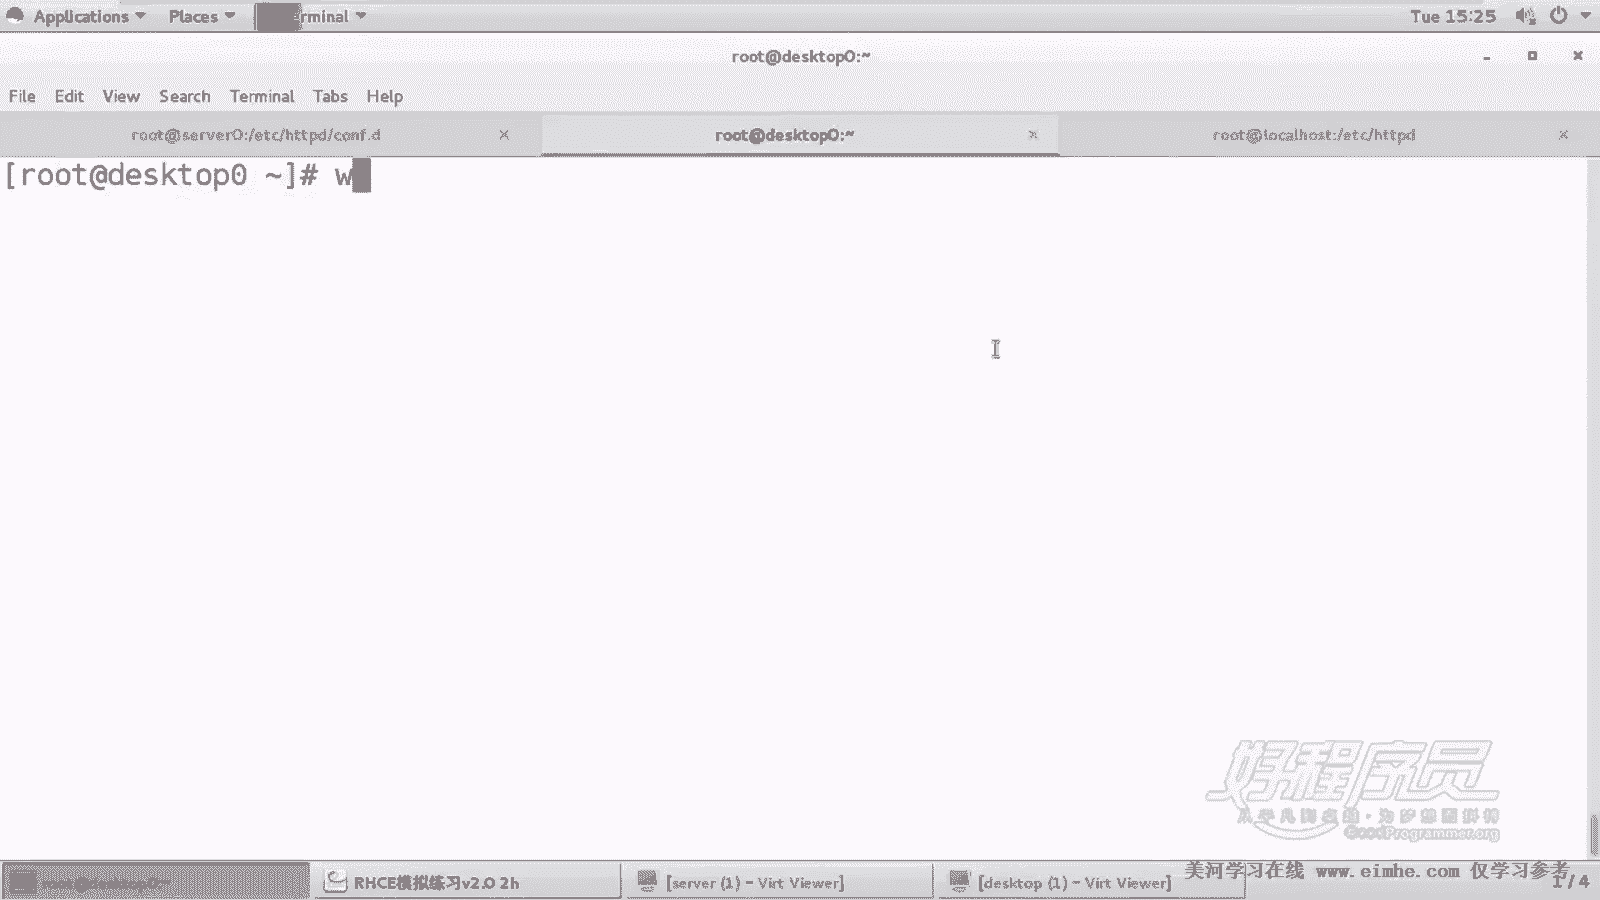 Applications Places rminal Tue 15:25
root@desktop0:~
File Edit View Search Terminal Tabs Help
root@server0:/etc/httpd/conf.d root@desktop0:~ root@localhost:/etc/httpd
[root@desktop0 ~]# w
好程序员
GoodProgrammer.org
root@desktop0:~ RHCE模拟练习v2.0 2h [server (1) - Virt Viewer] [desktop (1) - Virt Viewer] 1 / 4
美河学习在线 www.eimhe.com 仅学习参考